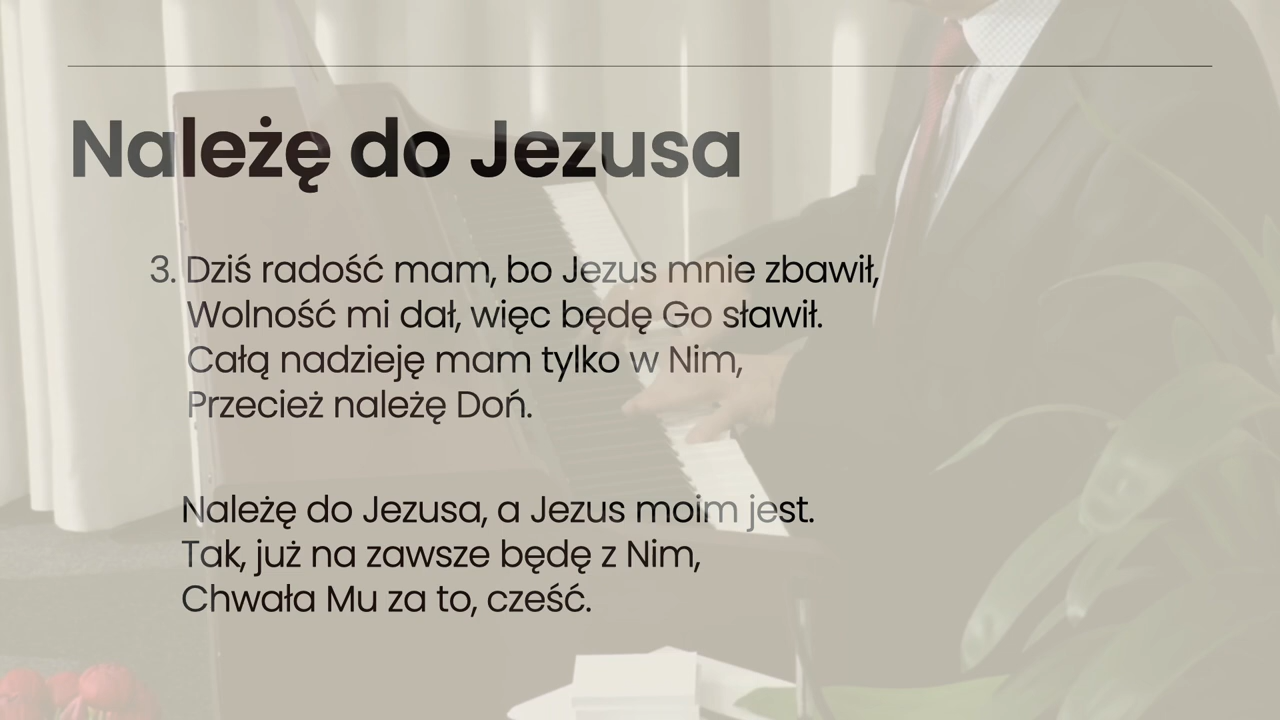 Należę do Jezusa
3. Dziś radość mam, bo Jezus mnie zbawił,
Wolność mi dał, więc będę Go sławił.
Całą nadzieję mam tylko w Nim,
Przecież należę Doń.
Należę do Jezusa, a Jezus moim jest.
Tak, już na zawsze będę z Nim,
Chwała Mu za to, cześć.